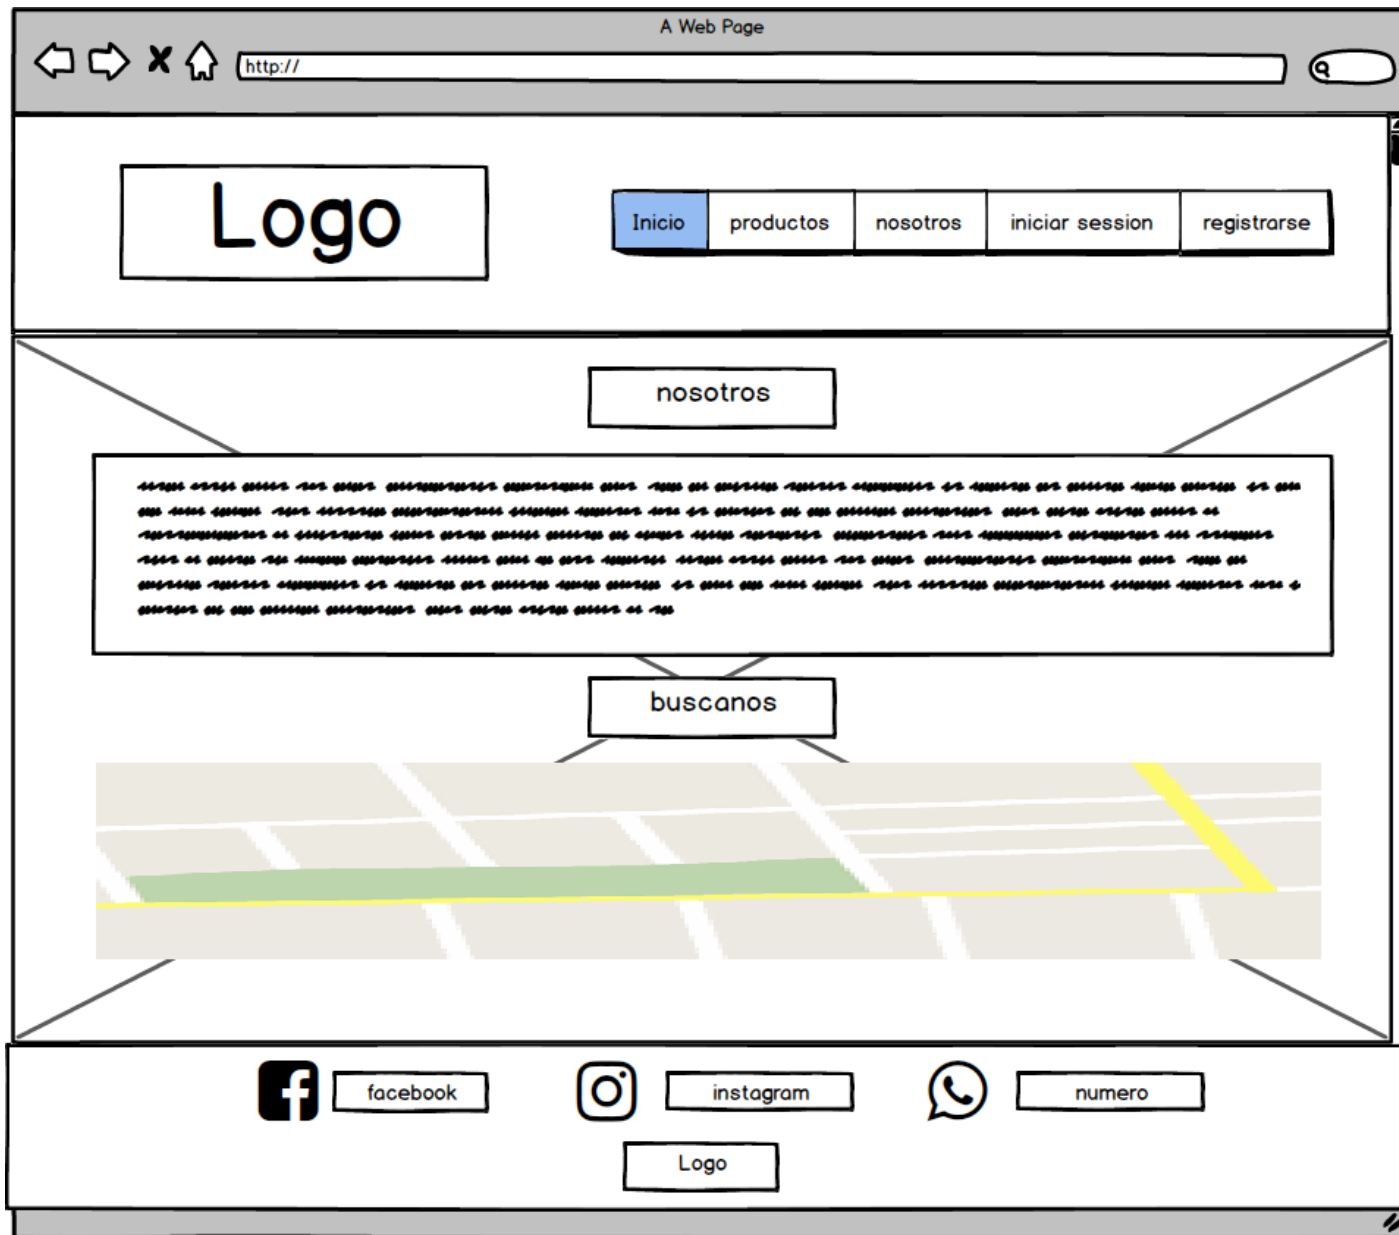 A Web Page
http://
Logo
Inicio productos nosotros iniciar session registrarse
nosotros
buscanos
facebook instagram numero
Logo